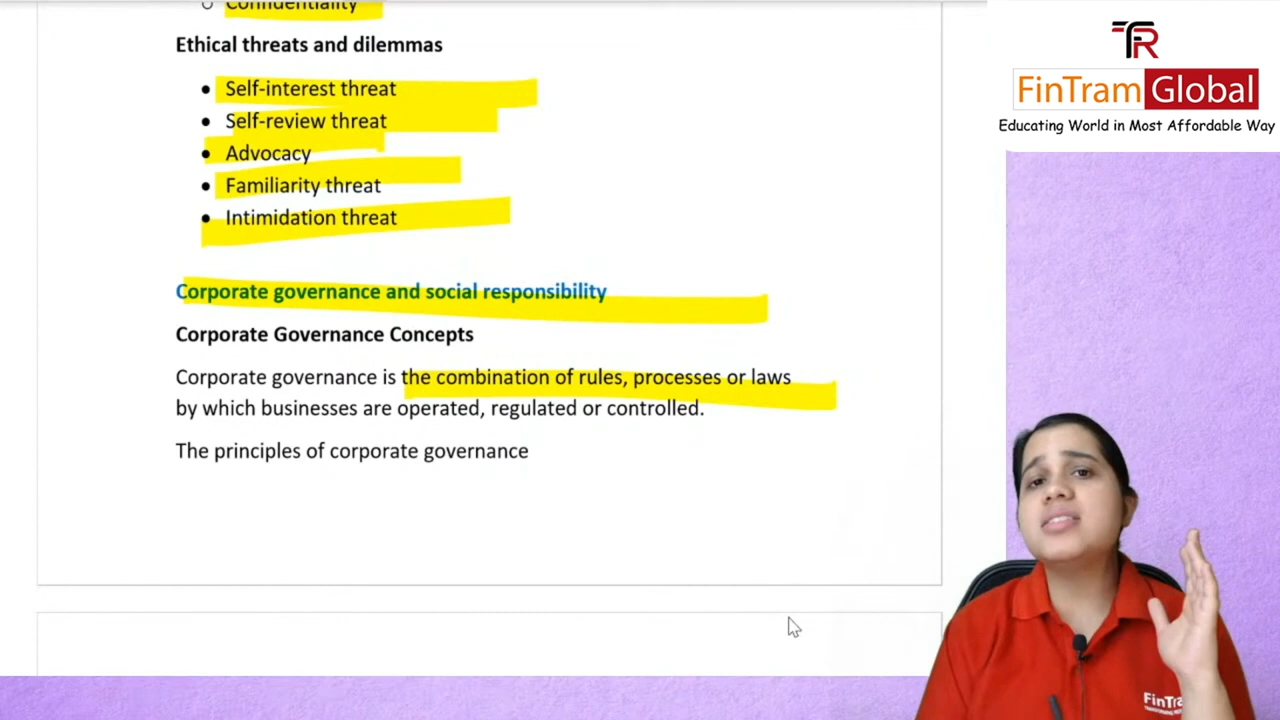 Confidentiality
Ethical threats and dilemmas
Self-interest threat
Self-review threat
Advocacy
Familiarity threat
Intimidation threat
Corporate governance and social responsibility
Corporate Governance Concepts
Corporate governance is the combination of rules, processes or laws
by which businesses are operated, regulated or controlled.
The principles of corporate governance
FinTram Global
Educating World in Most Affordable Way